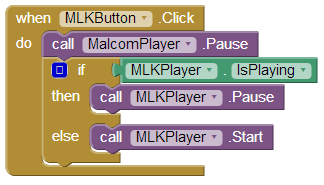 when MLKButton .Click
do call MalcomPlayer .Pause
if MLKPlayer . IsPlaying
then call MLKPlayer .Pause
else call MLKPlayer .Start